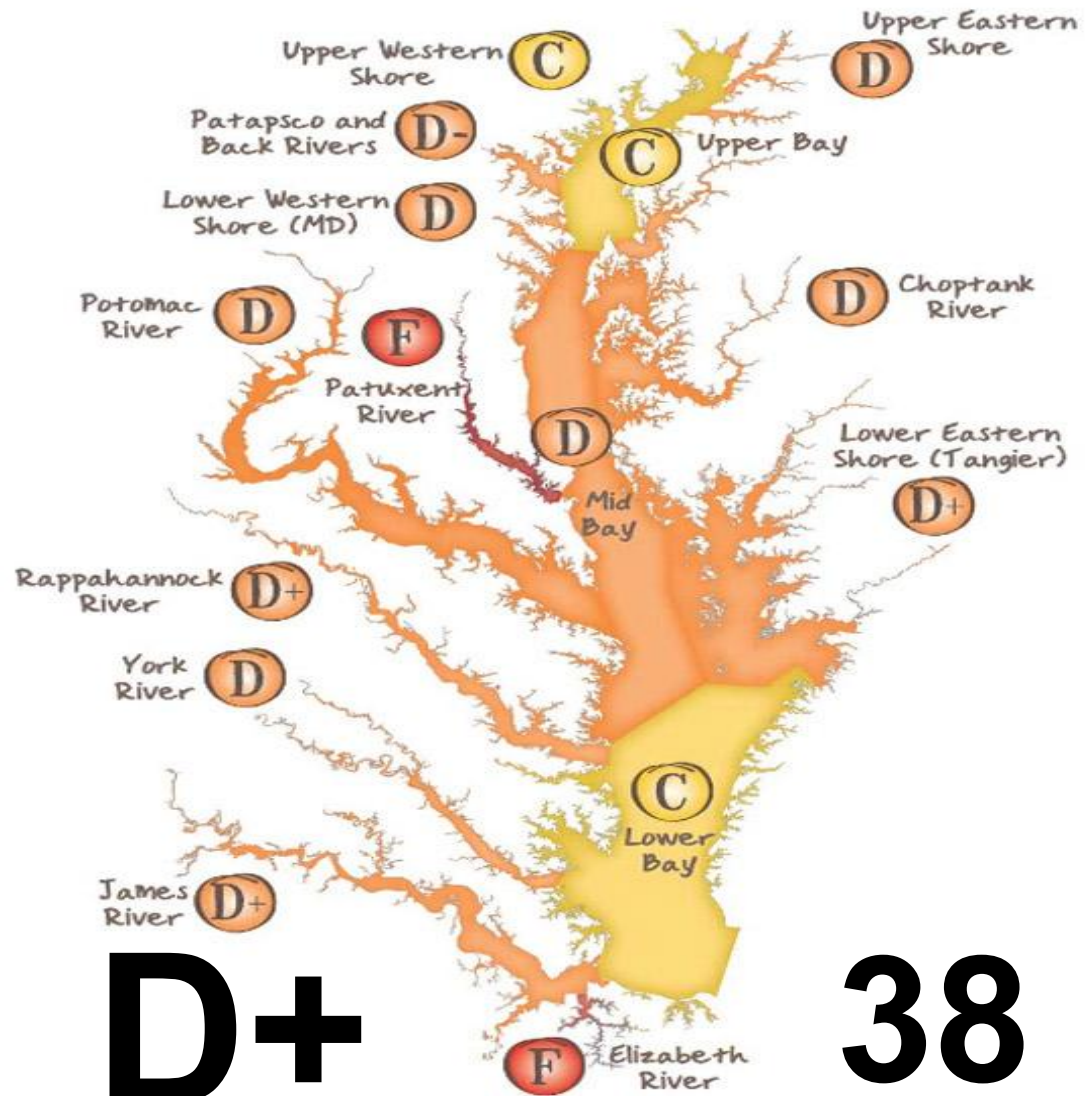 Upper Western
Shore
C
Upper Eastern
Shore
D
Patapsco and
Back Rivers
D-
C
Upper Bay
Lower Western
Shore (MD)
D
Potomac
River
D
F
Patuxent
River
D
Choptank
River
D
Mid
Bay
Lower Eastern
Shore (Tangier)
D+
Rappahannock
River
D+
York
River
D
C
Lower
Bay
James
River
D+
D+
38
F
Elizabeth
River